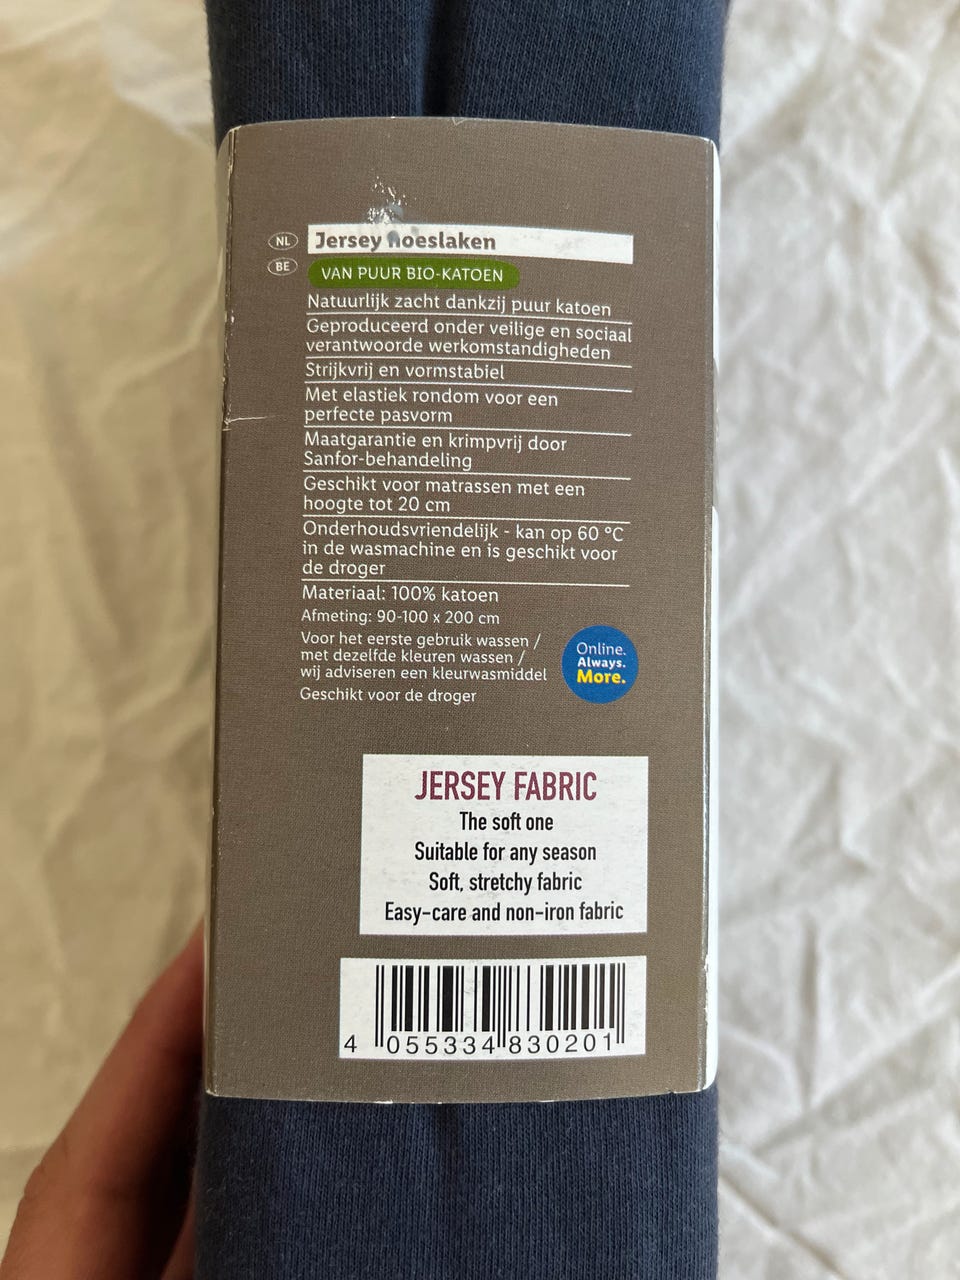 NL
Jersey hoeslaken
BE
VAN PUUR BIO-KATOEN
Natuurlijk zacht dankzij puur katoen
Geproduceerd onder veilige en sociaal
verantwoorde werkomstandigheden
Strijkvrij en vormstabiel
Met elastiek rondom voor een
perfecte pasvorm
Maatgarantie en krimpvrij door
Sanfor-behandeling
Geschikt voor matrassen met een
hoogte tot 20 cm
Onderhoudsvriendelijk - kan op 60 °C
in de wasmachine en is geschikt voor
de droger
Materiaal: 100% katoen
Afmeting: 90-100 x 200 cm
Voor het eerste gebruik wassen /
met dezelfde kleuren wassen /
wij adviseren een kleurwasmiddel
Geschikt voor de droger
Online.
Always.
More.
JERSEY FABRIC
The soft one
Suitable for any season
Soft, stretchy fabric
Easy-care and non-iron fabric
4 055334 830201